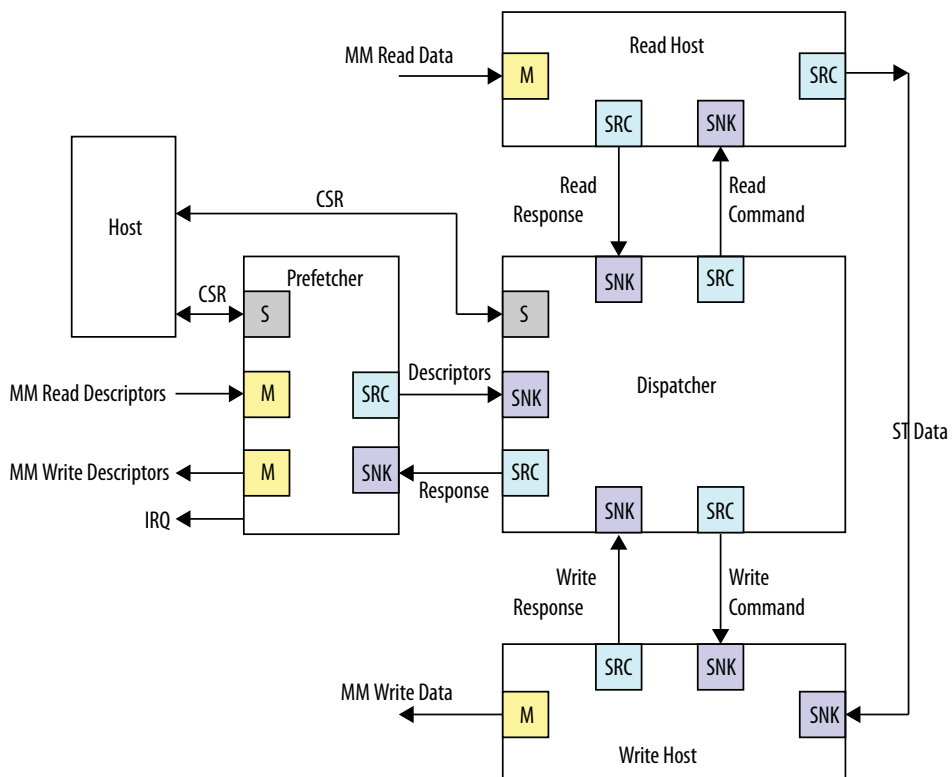 Read Host
MM Read Data
M
SRC
SRC
SNK
Read
Response
Read
Command
Host
CSR
Prefetcher
CSR
S
SNK
SRC
S
Dispatcher
MM Read Descriptors
M
SRC
Descriptors
SNK
ST Data
MM Write Descriptors
M
SNK
Response
SRC
IRQ
SNK
SRC
Write
Response
Write
Command
SRC
SNK
MM Write Data
M
SNK
Write Host